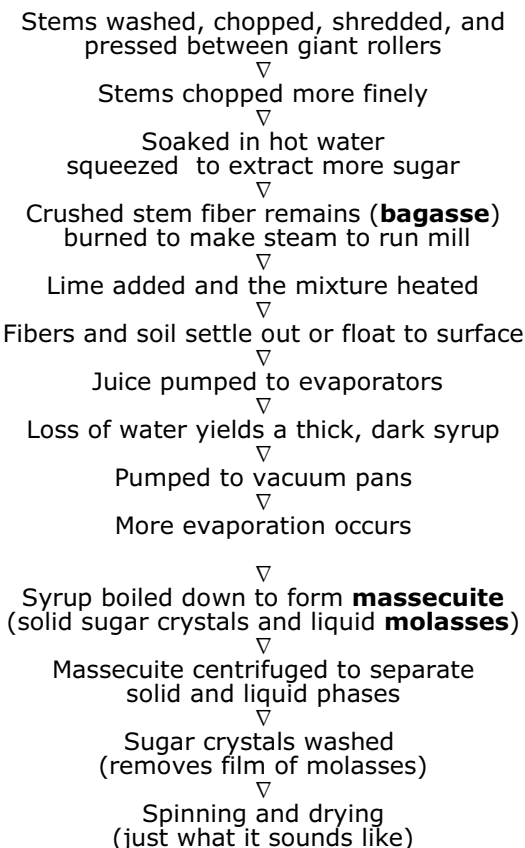 Stems washed, chopped, shredded, and
pressed between giant rollers
∇
Stems chopped more finely
∇
Soaked in hot water
squeezed  to extract more sugar
∇
Crushed stem fiber remains (bagasse)
burned to make steam to run mill
∇
Lime added and the mixture heated
∇
Fibers and soil settle out or float to surface
∇
Juice pumped to evaporators
∇
Loss of water yields a thick, dark syrup
∇
Pumped to vacuum pans
∇
More evaporation occurs
∇
Syrup boiled down to form massecuite
(solid sugar crystals and liquid molasses)
∇
Massecuite centrifuged to separate
solid and liquid phases
∇
Sugar crystals washed
(removes film of molasses)
∇
Spinning and drying
(just what it sounds like)